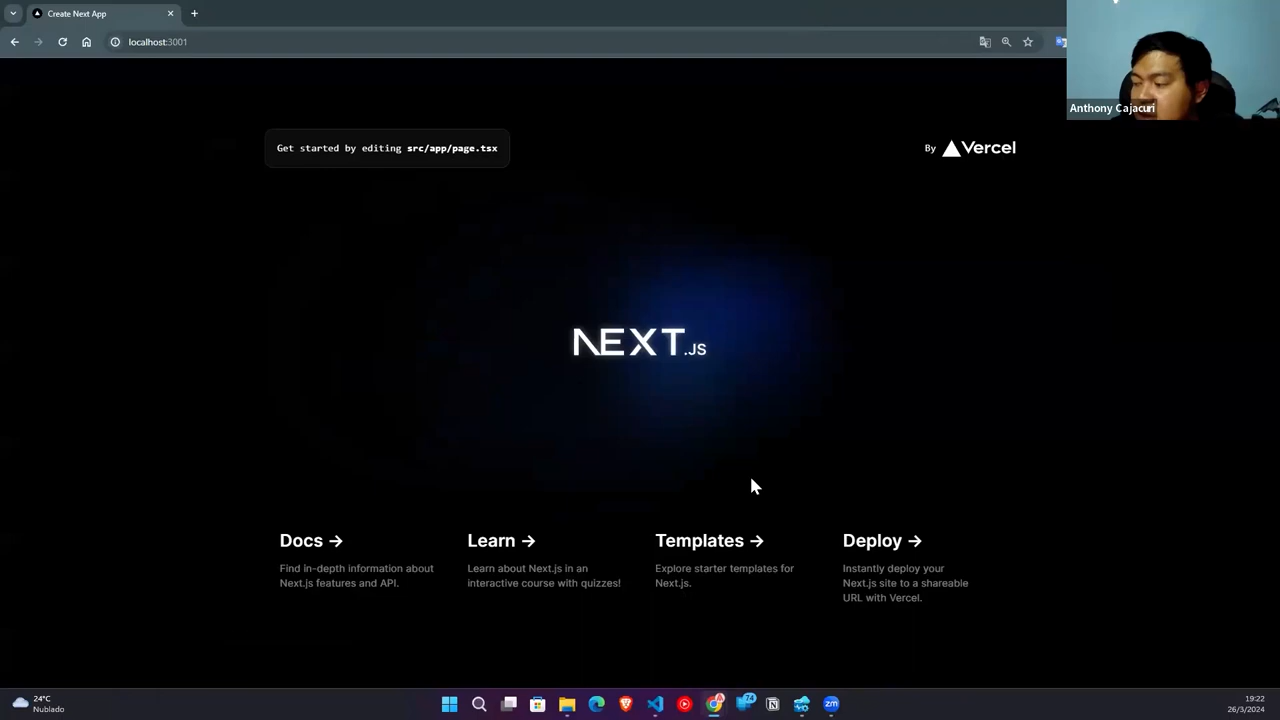 Create Next App
localhost:3001
Anthony Cajacuri
Get started by editing src/app/page.tsx
By Vercel
NEXT.JS
Docs ->
Find in-depth information about
Next.js features and API.
Learn ->
Learn about Next.js in an
interactive course with quizzes!
Templates ->
Explore starter templates for
Next.js.
Deploy ->
Instantly deploy your
Next.js site to a shareable
URL with Vercel.
24°C
Nublado
74
zm
19:22
26/3/2024